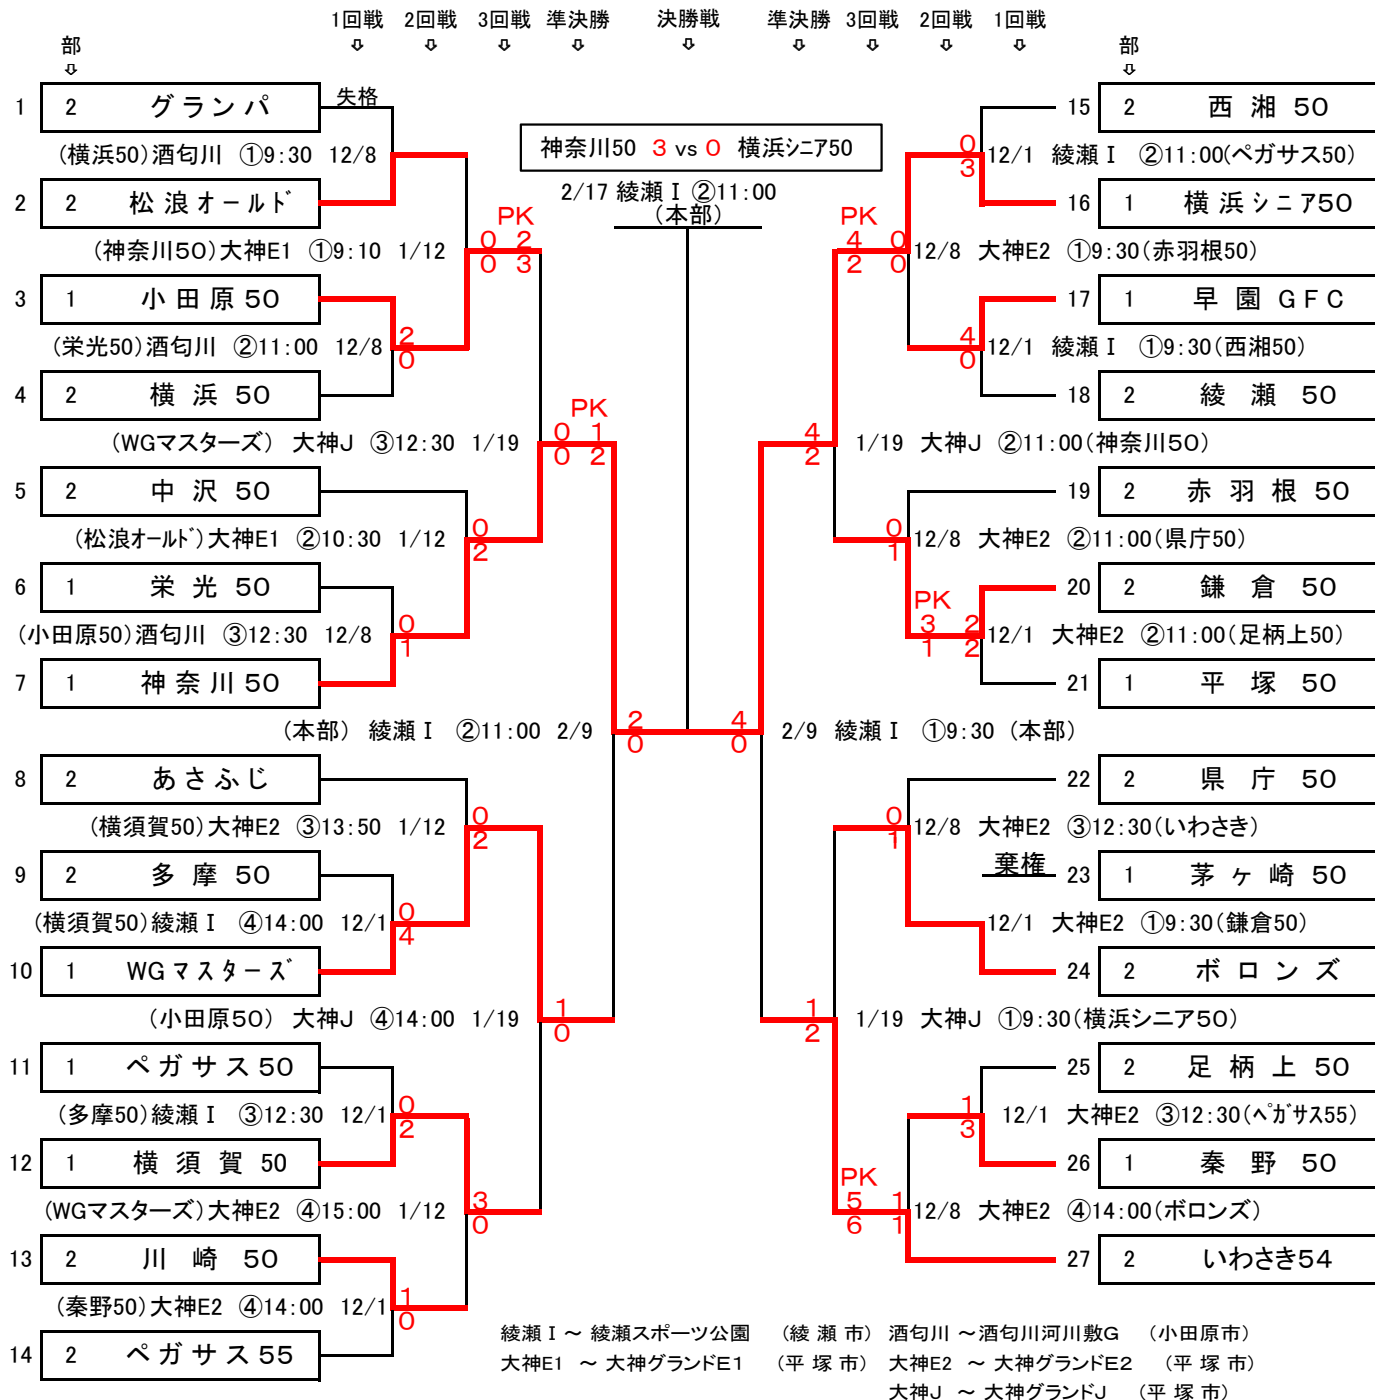 1回戦 2回戦 3回戦 準決勝 決勝戦 準決勝 3回戦 2回戦 1回戦
部 部
1 2 グランパ 失格
(横浜50)酒匂川 ①9:30 12/8
2 2 松浪オールド
(神奈川50)大神E1 ①9:10 1/12
PK
0 2
0 3
3 1 小田原50
2
0
(栄光50)酒匂川 ②11:00 12/8
4 2 横浜50
(WGマスターズ) 大神J ③12:30 1/19
PK
0 1
0 2
5 2 中沢50
(松浪オールド)大神E1 ②10:30 1/12
0
2
6 1 栄光50
(小田原50)酒匂川 ③12:30 12/8
0
1
7 1 神奈川50
(本部) 綾瀬Ⅰ ②11:00 2/9
2
0
8 2 あさふじ
(横須賀50)大神E2 ③13:50 1/12
0
2
9 2 多摩50
(横須賀50)綾瀬Ⅰ ④14:00 12/1
0
4
10 1 WGマスターズ
(小田原50) 大神J ④14:00 1/19
1
0
11 1 ペガサス50
(多摩50)綾瀬Ⅰ ③12:30 12/1
0
2
12 1 横須賀50
(WGマスターズ)大神E2 ④15:00 1/12
3
0
13 2 川崎50
(秦野50)大神E2 ④14:00 12/1
1
0
14 2 ペガサス55
神奈川50 3 vs 0 横浜シニア50
2/17 綾瀬Ⅰ ②11:00
(本部)
15 2 西湘50
0
3
12/1 綾瀬Ⅰ ②11:00(ペガサス50)
16 1 横浜シニア50
PK
4 0
2 0
12/8 大神E2 ①9:30(赤羽根50)
17 1 早園GFC
4
0
12/1 綾瀬Ⅰ ①9:30(西湘50)
18 2 綾瀬50
4
2
1/19 大神J ②11:00(神奈川50)
19 2 赤羽根50
0
1
12/8 大神E2 ②11:00(県庁50)
20 2 鎌倉50
PK
3 2
1 2
12/1 大神E2 ②11:00(足柄上50)
21 1 平塚50
4
0
2/9 綾瀬Ⅰ ①9:30 (本部)
22 2 県庁50
0
1
12/8 大神E2 ③12:30(いわさき)
棄権 23 1 茅ヶ崎50
12/1 大神E2 ①9:30(鎌倉50)
24 2 ボロンズ
1
2
1/19 大神J ①9:30(横浜シニア50)
25 2 足柄上50
1
3
12/1 大神E2 ③12:30(ペガサス55)
26 1 秦野50
PK
5 1
6 1
12/8 大神E2 ④14:00(ボロンズ)
27 2 いわさき54
綾瀬Ⅰ ~ 綾瀬スポーツ公園 (綾瀬市) 酒匂川 ~酒匂川河川敷G (小田原市)
大神E1 ~ 大神グランドE1 (平塚市) 大神E2 ~ 大神グランドE2 (平塚市)
大神J ~ 大神グランドJ (平塚市)